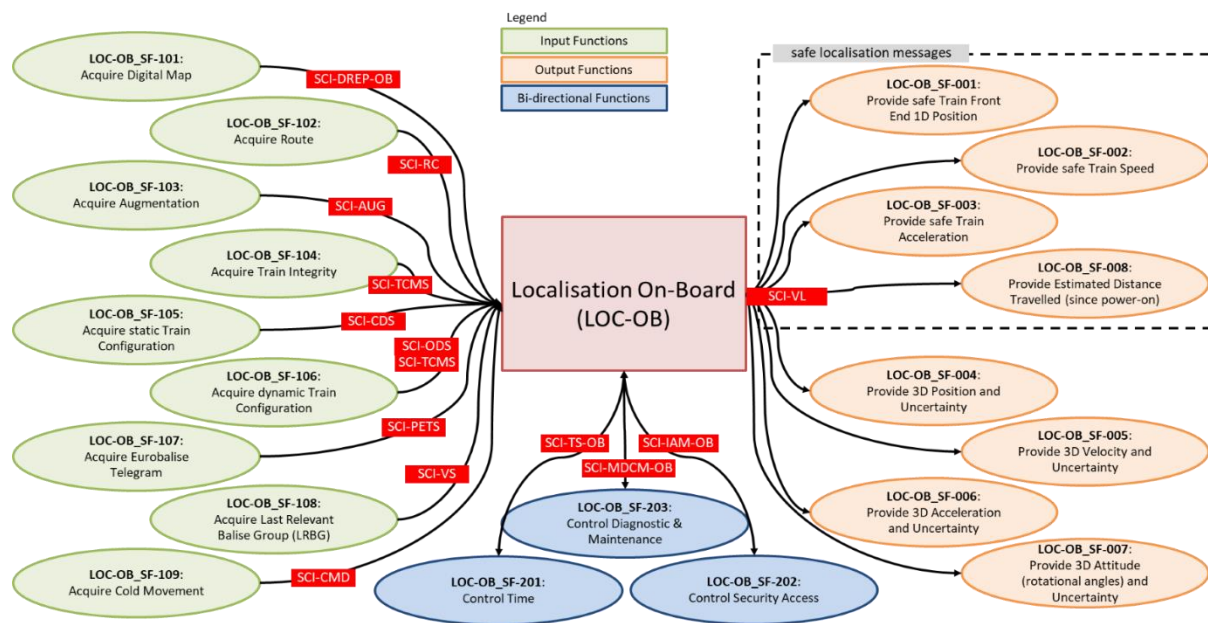 Legend
Input Functions
Output Functions
Bi-directional Functions
LOC-OB_SF-101:
Acquire Digital Map
SCI-DREP-OB
LOC-OB_SF-102:
Acquire Route
SCI-RC
LOC-OB_SF-103:
Acquire Augmentation
SCI-AUG
LOC-OB_SF-104:
Acquire Train Integrity
SCI-TCMS
LOC-OB_SF-105:
Acquire static Train
Configuration
SCI-CDS
LOC-OB_SF-106:
Acquire dynamic Train
Configuration
SCI-ODS
SCI-TCMS
LOC-OB_SF-107:
Acquire Eurobalise
Telegram
SCI-PETS
LOC-OB_SF-108:
Acquire Last Relevant
Balise Group (LRBG)
SCI-VS
LOC-OB_SF-109:
Acquire Cold Movement
SCI-CMD
Localisation On-Board
(LOC-OB)
SCI-TS-OB
SCI-IAM-OB
SCI-MDCM-OB
LOC-OB_SF-203:
Control Diagnostic &
Maintenance
LOC-OB_SF-201:
Control Time
LOC-OB_SF-202:
Control Security Access
SCI-VL
safe localisation messages
LOC-OB_SF-001:
Provide safe Train Front
End 1D Position
LOC-OB_SF-002:
Provide safe Train Speed
LOC-OB_SF-003:
Provide safe Train
Acceleration
LOC-OB_SF-008:
Provide Estimated Distance
Travelled (since power-on)
LOC-OB_SF-004:
Provide 3D Position and
Uncertainty
LOC-OB_SF-005:
Provide 3D Velocity and
Uncertainty
LOC-OB_SF-006:
Provide 3D Acceleration
and Uncertainty
LOC-OB_SF-007:
Provide 3D Attitude
(rotational angles) and
Uncertainty